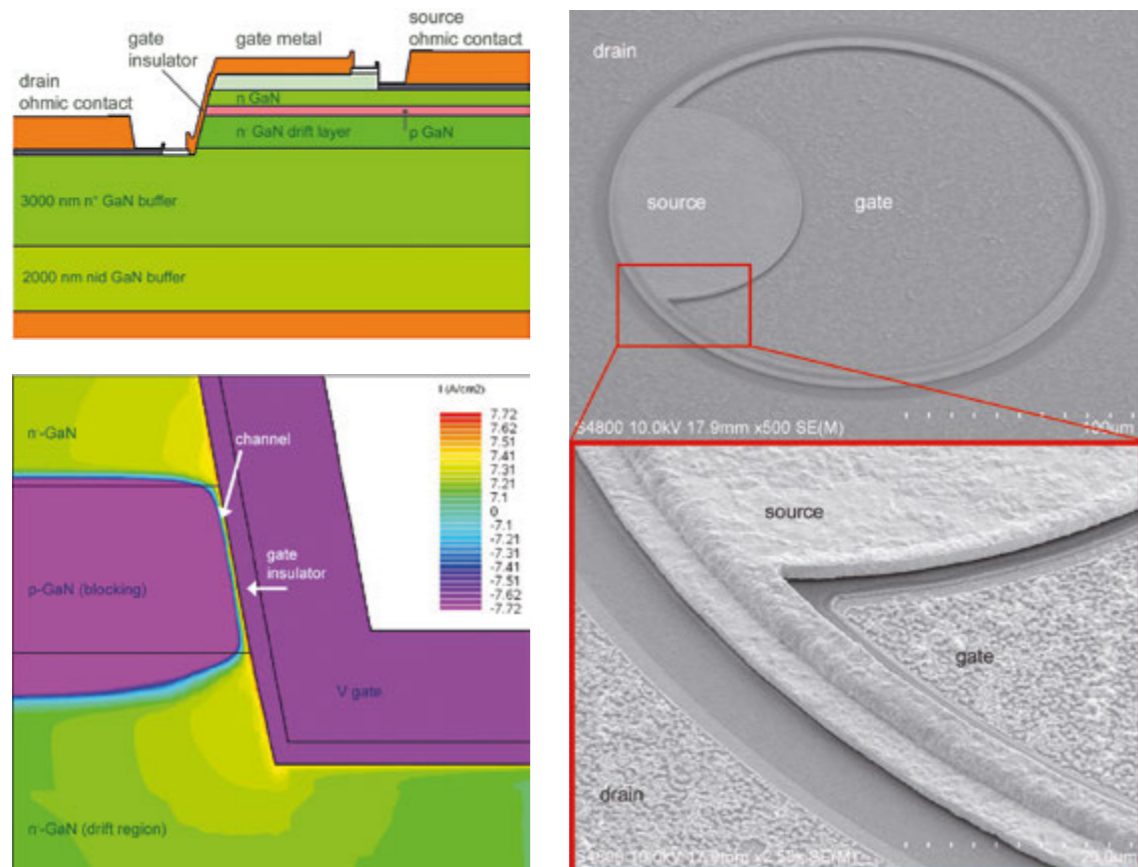 gate
insulator
gate metal
source
ohmic contact
drain
ohmic contact
n GaN
n⁻ GaN drift layer
p GaN
3000 nm n⁺ GaN buffer
2000 nm nid GaN buffer
n⁻-GaN
channel
gate
insulator
p-GaN (blocking)
V gate
n⁻-GaN (drift region)
I (A/cm2)
7.72
7.62
7.51
7.41
7.31
7.21
7.1
0
-7.1
-7.21
-7.31
-7.41
-7.51
-7.62
-7.72
drain
source
gate
S4800 10.0kV 17.9mm x500 SE(M)
100um
source
gate
drain